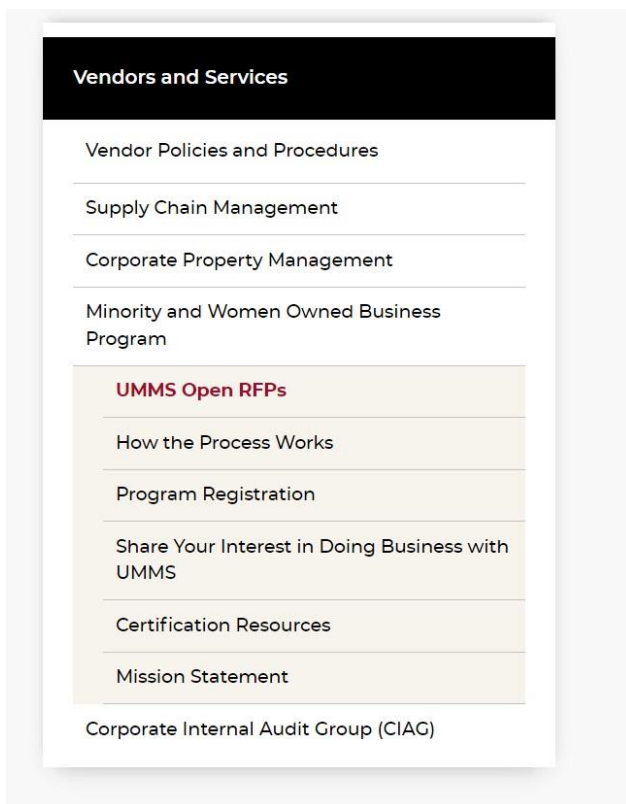 Vendors and Services
Vendor Policies and Procedures
Supply Chain Management
Corporate Property Management
Minority and Women Owned Business
Program
UMMS Open RFPs
How the Process Works
Program Registration
Share Your Interest in Doing Business with
UMMS
Certification Resources
Mission Statement
Corporate Internal Audit Group (CIAG)